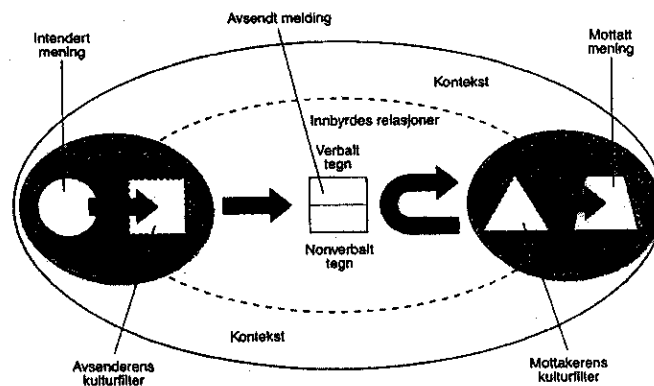 Avsendt melding
Intendert
mening
Mottatt
mening
Kontekst
Innbyrdes relasjoner
Verbalt
tegn
Nonverbalt
tegn
Kontekst
Avsenderens
kulturfilter
Mottakerens
kulturfilter